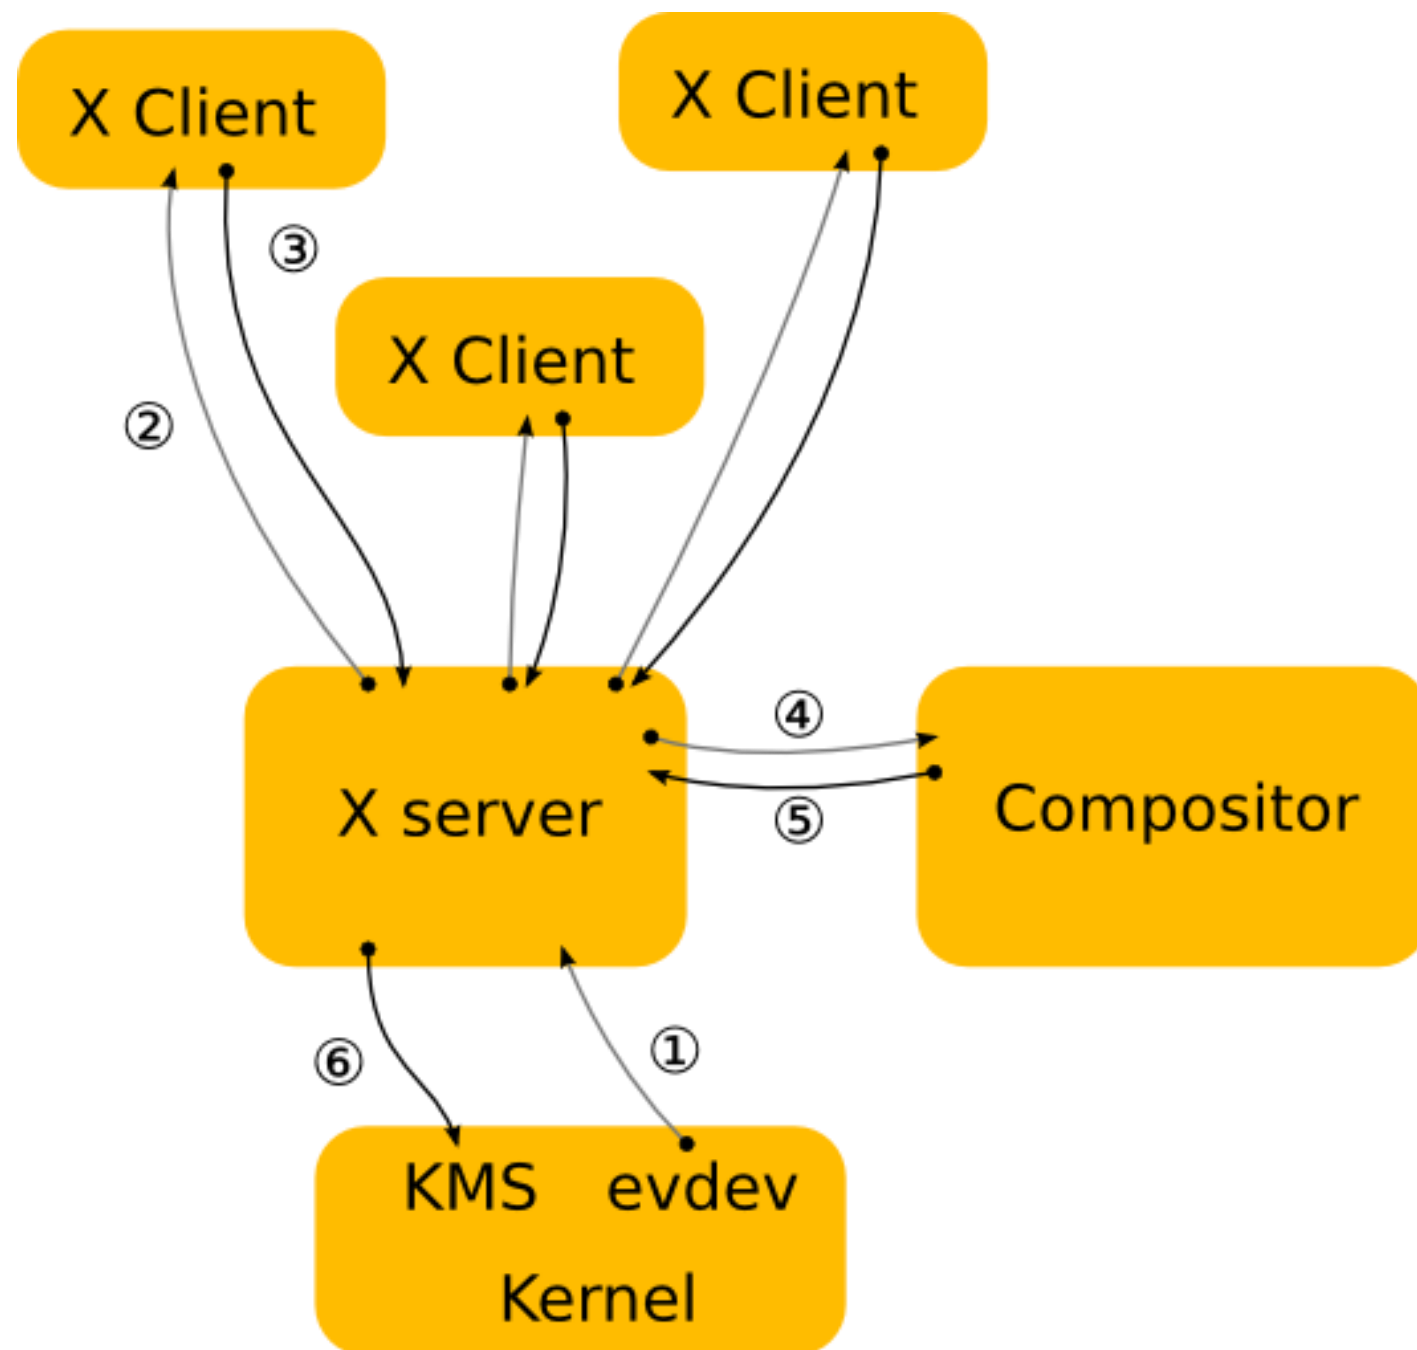 X Client
X Client
③
X Client
②
④
X server
Compositor
⑤
⑥
①
KMS evdev
Kernel